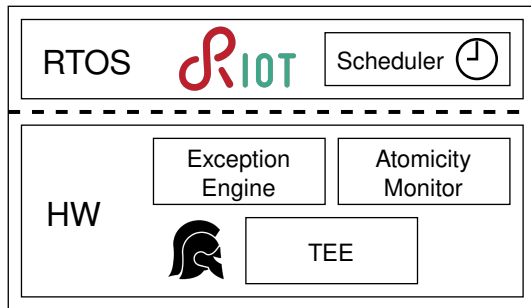 RTOS
RIOT
Scheduler
Exception
Engine
Atomicity
Monitor
HW
TEE